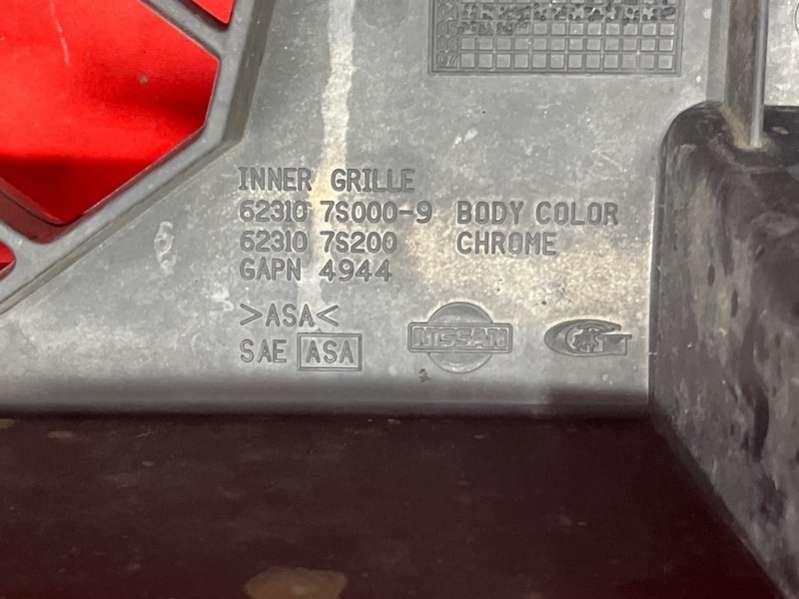 INNER GRILLE
62310 7S000-9 BODY COLOR
62310 7S200 CHROME
GAPN 4944
>ASA<
SAE ASA
NISSAN